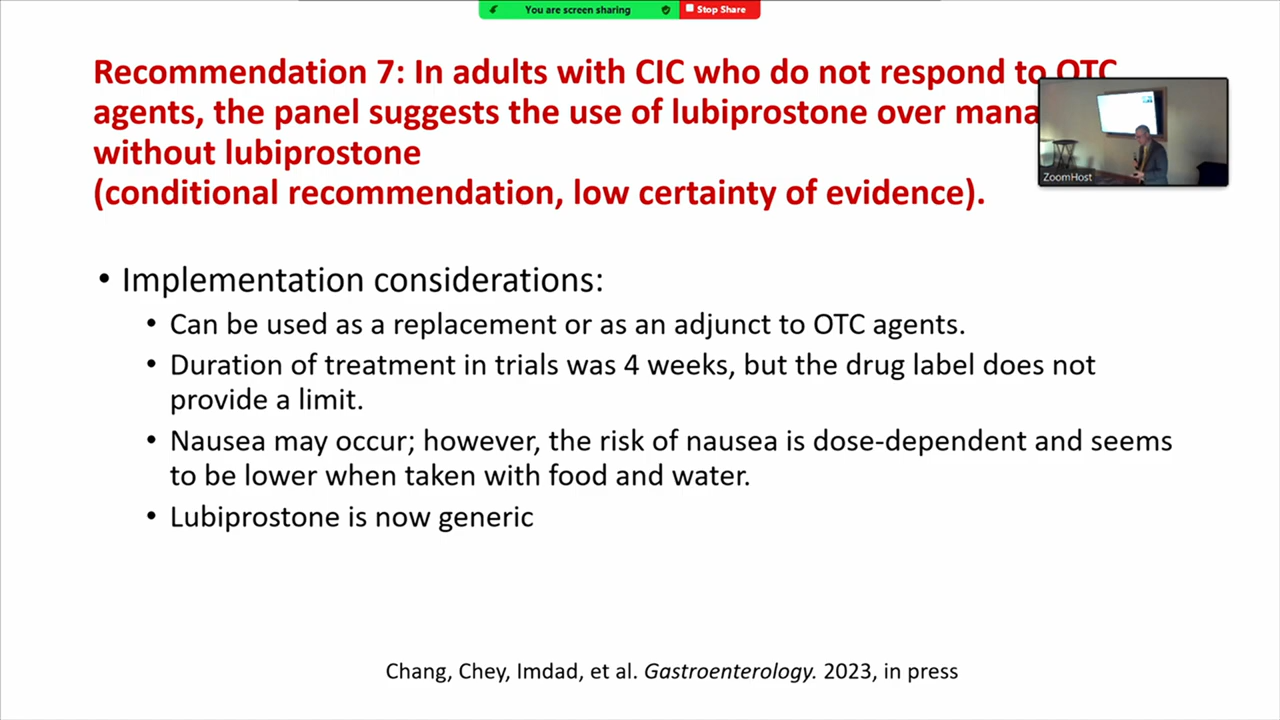 You are screen sharing Stop Share
Recommendation 7: In adults with CIC who do not respond to OTC
agents, the panel suggests the use of lubiprostone over mana
without lubiprostone
(conditional recommendation, low certainty of evidence).
ZoomHost
• Implementation considerations:
• Can be used as a replacement or as an adjunct to OTC agents.
• Duration of treatment in trials was 4 weeks, but the drug label does not
provide a limit.
• Nausea may occur; however, the risk of nausea is dose-dependent and seems
to be lower when taken with food and water.
• Lubiprostone is now generic
Chang, Chey, Imdad, et al. Gastroenterology. 2023, in press